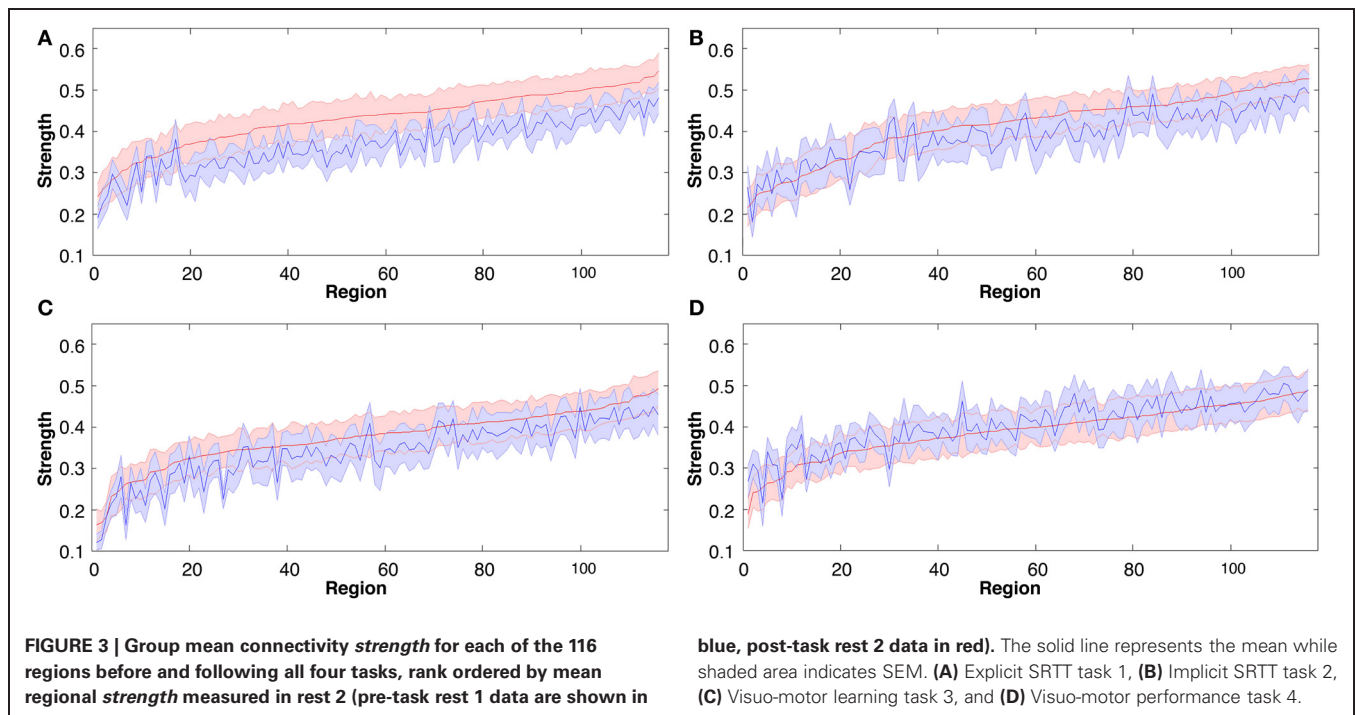 A
B
0.6
0.5
0.4
0.3
0.2
0.1
Strength
0 20 40 60 80 100
Region
0.6
0.5
0.4
0.3
0.2
0.1
Strength
0 20 40 60 80 100
Region
C
D
0.6
0.5
0.4
0.3
0.2
0.1
Strength
0 20 40 60 80 100
Region
0.6
0.5
0.4
0.3
0.2
0.1
Strength
0 20 40 60 80 100
Region
FIGURE 3 | Group mean connectivity strength for each of the 116
regions before and following all four tasks, rank ordered by mean
regional strength measured in rest 2 (pre-task rest 1 data are shown in
blue, post-task rest 2 data in red). The solid line represents the mean while
shaded area indicates SEM. (A) Explicit SRTT task 1, (B) Implicit SRTT task 2,
(C) Visuo-motor learning task 3, and (D) Visuo-motor performance task 4.